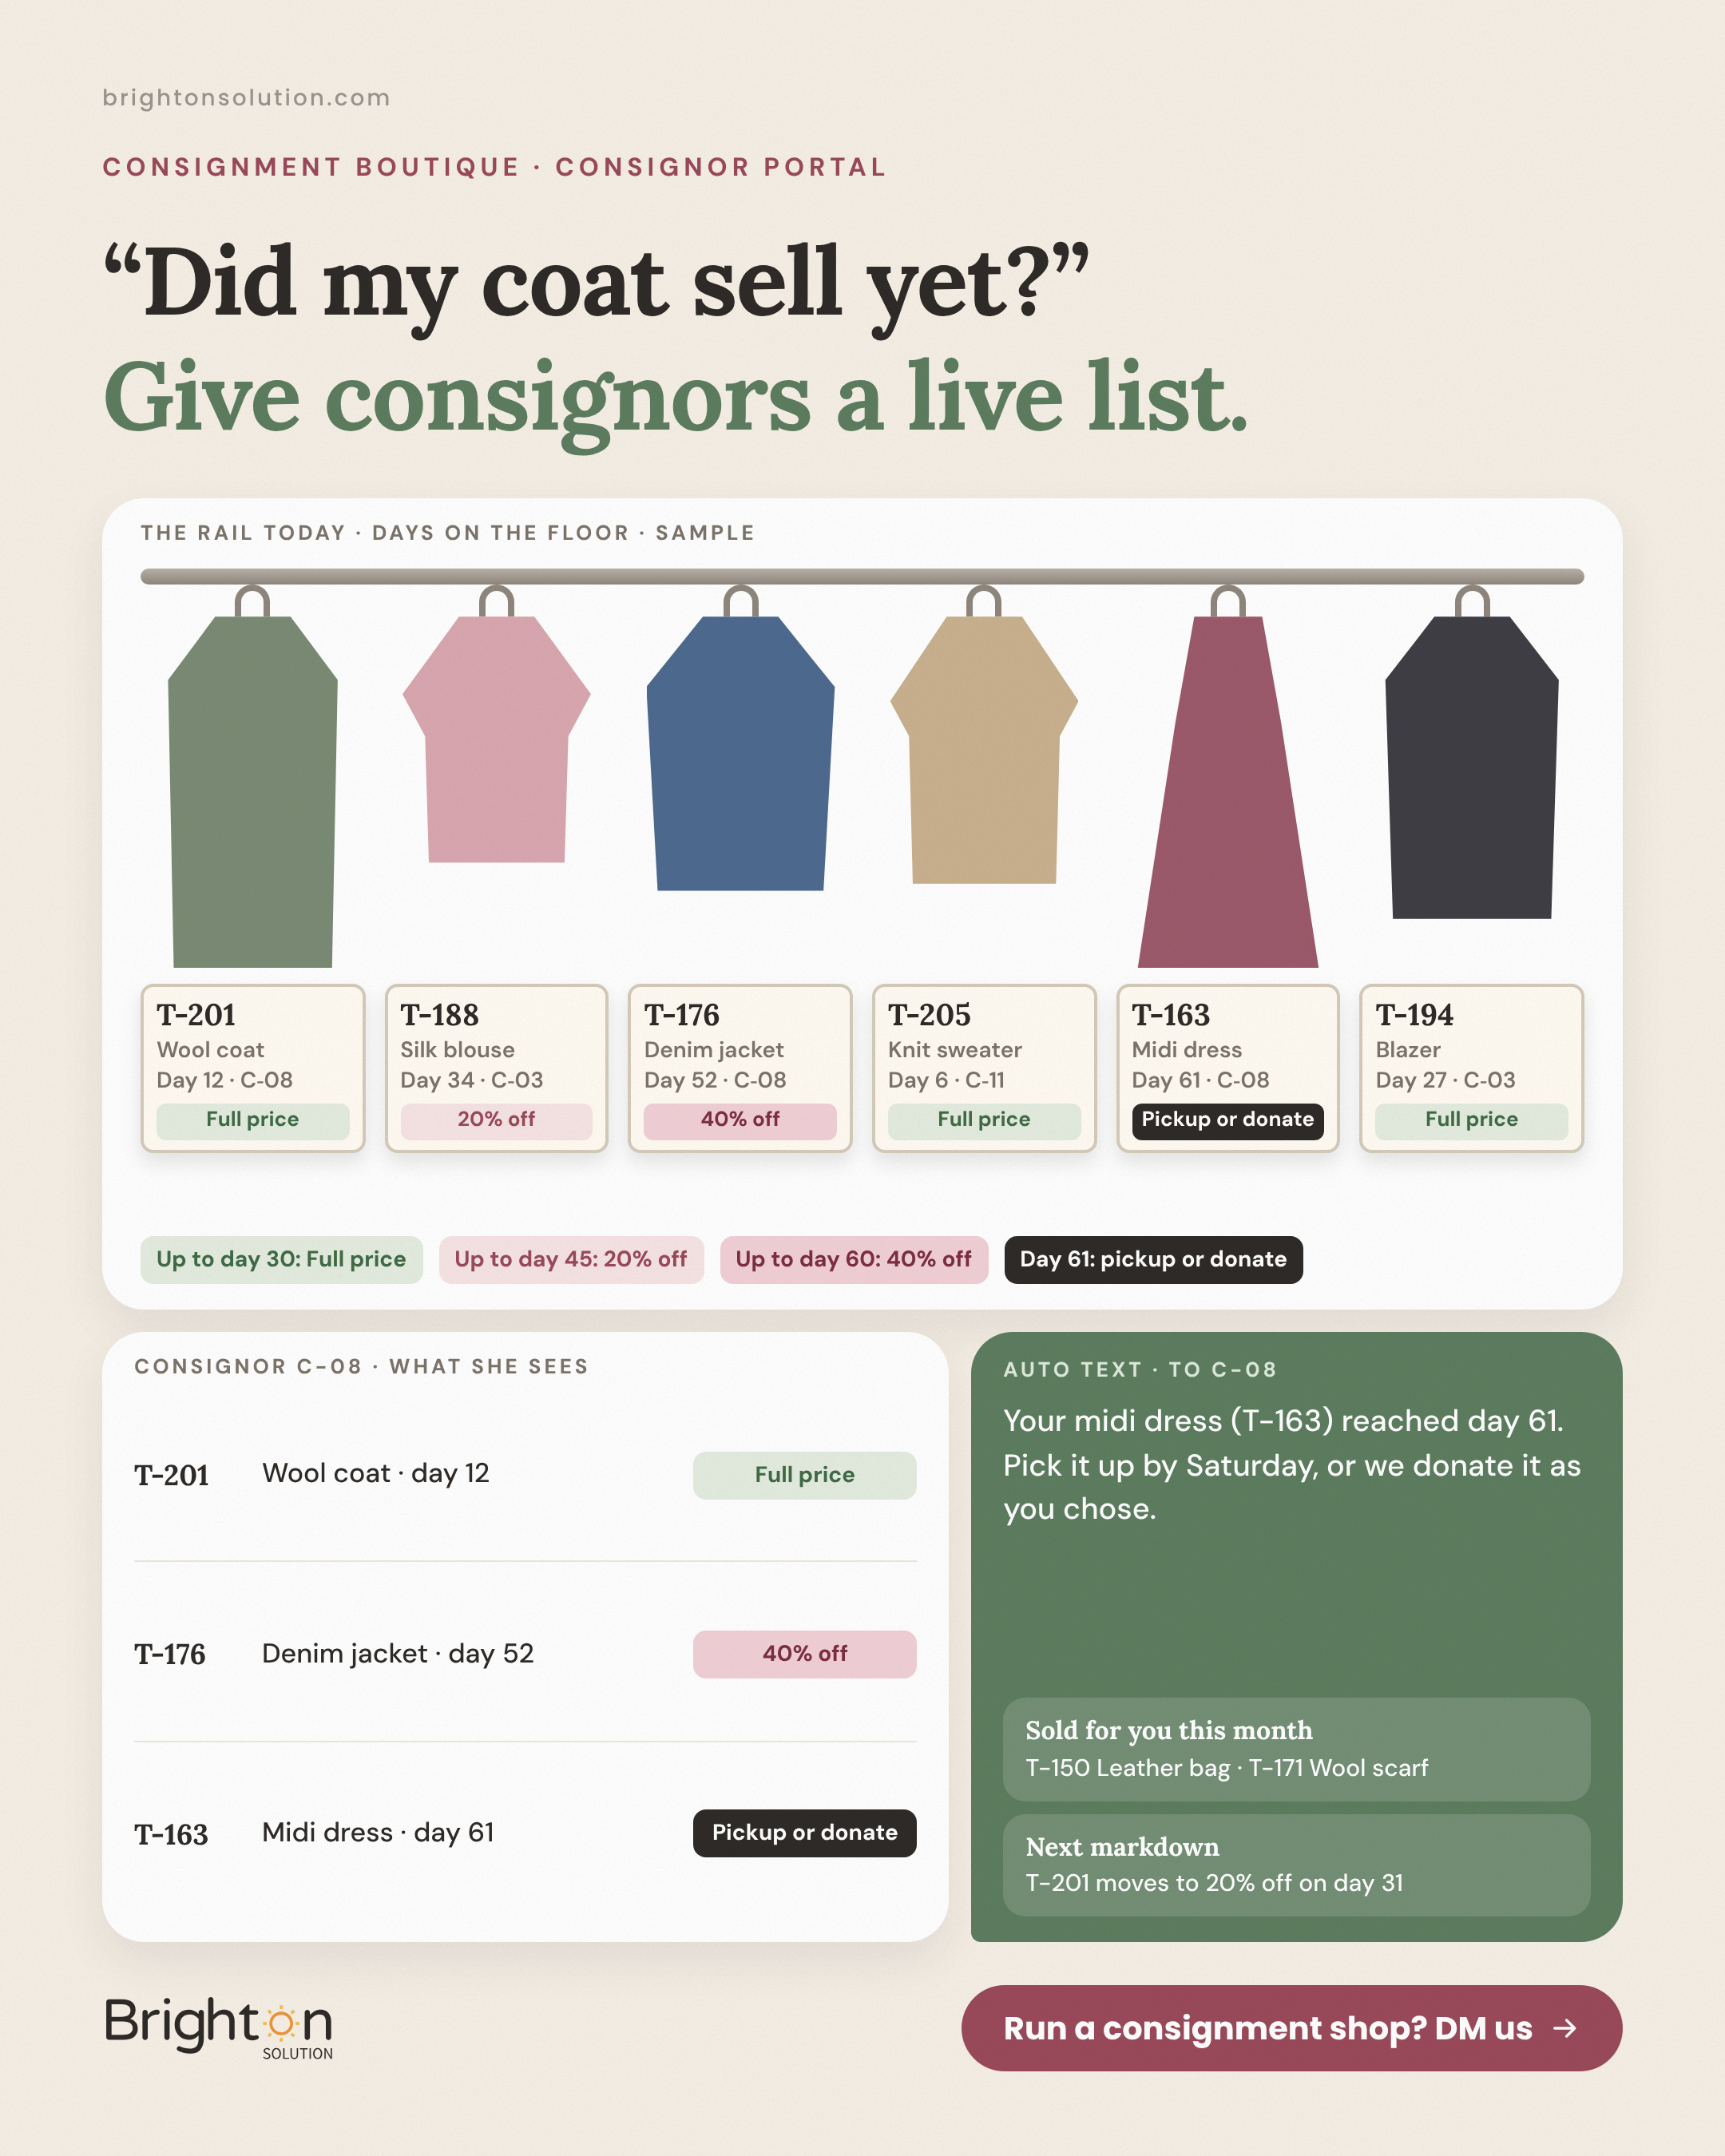 brightonsolution.com
CONSIGNMENT BOUTIQUE · CONSIGNOR PORTAL
“Did my coat sell yet?”
Give consignors a live list.
THE RAIL TODAY · DAYS ON THE FLOOR · SAMPLE
T-201
Wool coat
Day 12 · C-08
Full price
T-188
Silk blouse
Day 34 · C-03
20% off
T-176
Denim jacket
Day 52 · C-08
40% off
T-205
Knit sweater
Day 6 · C-11
Full price
T-163
Midi dress
Day 61 · C-08
Pickup or donate
T-194
Blazer
Day 27 · C-03
Full price
Up to day 30: Full price
Up to day 45: 20% off
Up to day 60: 40% off
Day 61: pickup or donate
CONSIGNOR C-08 · WHAT SHE SEES
T-201 Wool coat · day 12 Full price
T-176 Denim jacket · day 52 40% off
T-163 Midi dress · day 61 Pickup or donate
AUTO TEXT · TO C-08
Your midi dress (T-163) reached day 61.
Pick it up by Saturday, or we donate it as
you chose.
Sold for you this month
T-150 Leather bag · T-171 Wool scarf
Next markdown
T-201 moves to 20% off on day 31
Brighton
SOLUTION
Run a consignment shop? DM us →